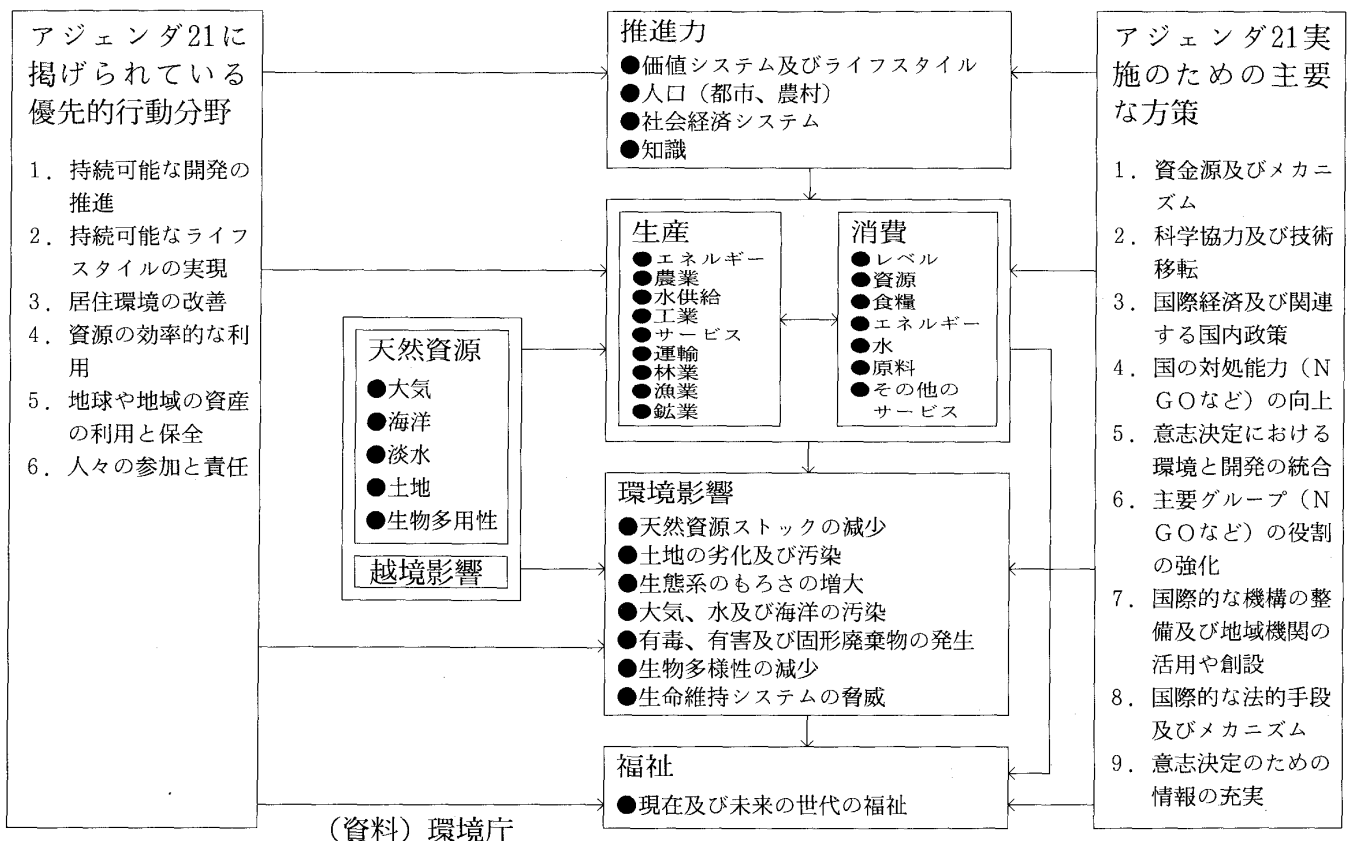 アジェンダ21に
掲げられている
優先的行動分野
1．持続可能な開発の
推進
2．持続可能なライフ
スタイルの実現
3．居住環境の改善
4．資源の効率的な利
用
5．地球や地域の資産
の利用と保全
6．人々の参加と責任
天然資源
●大気
●海洋
●淡水
●土地
●生物多用性
越境影響
推進力
●価値システム及びライフスタイル
●人口（都市、農村）
●社会経済システム
●知識
生産
●エネルギー
●農業
●水供給
●工業
●サービス
●運輸
●林業
●漁業
●鉱業
消費
●レベル
●資源
●食糧
●エネルギー
●水
●原料
●その他の
サービス
環境影響
●天然資源ストックの減少
●土地の劣化及び汚染
●生態系のもろさの増大
●大気、水及び海洋の汚染
●有毒、有害及び固形廃棄物の発生
●生物多様性の減少
●生命維持システムの脅威
福祉
●現在及び未来の世代の福祉
アジェンダ21実
施のための主要
な方策
1．資金源及びメカニ
ズム
2．科学協力及び技術
移転
3．国際経済及び関連
する国内政策
4．国の対処能力（N
GOなど）の向上
5．意志決定における
環境と開発の統合
6．主要グループ（N
GOなど）の役割
の強化
7．国際的な機構の整
備及び地域機関の
活用や創設
8．国際的な法的手段
及びメカニズム
9．意志決定のための
情報の充実
（資料）環境庁